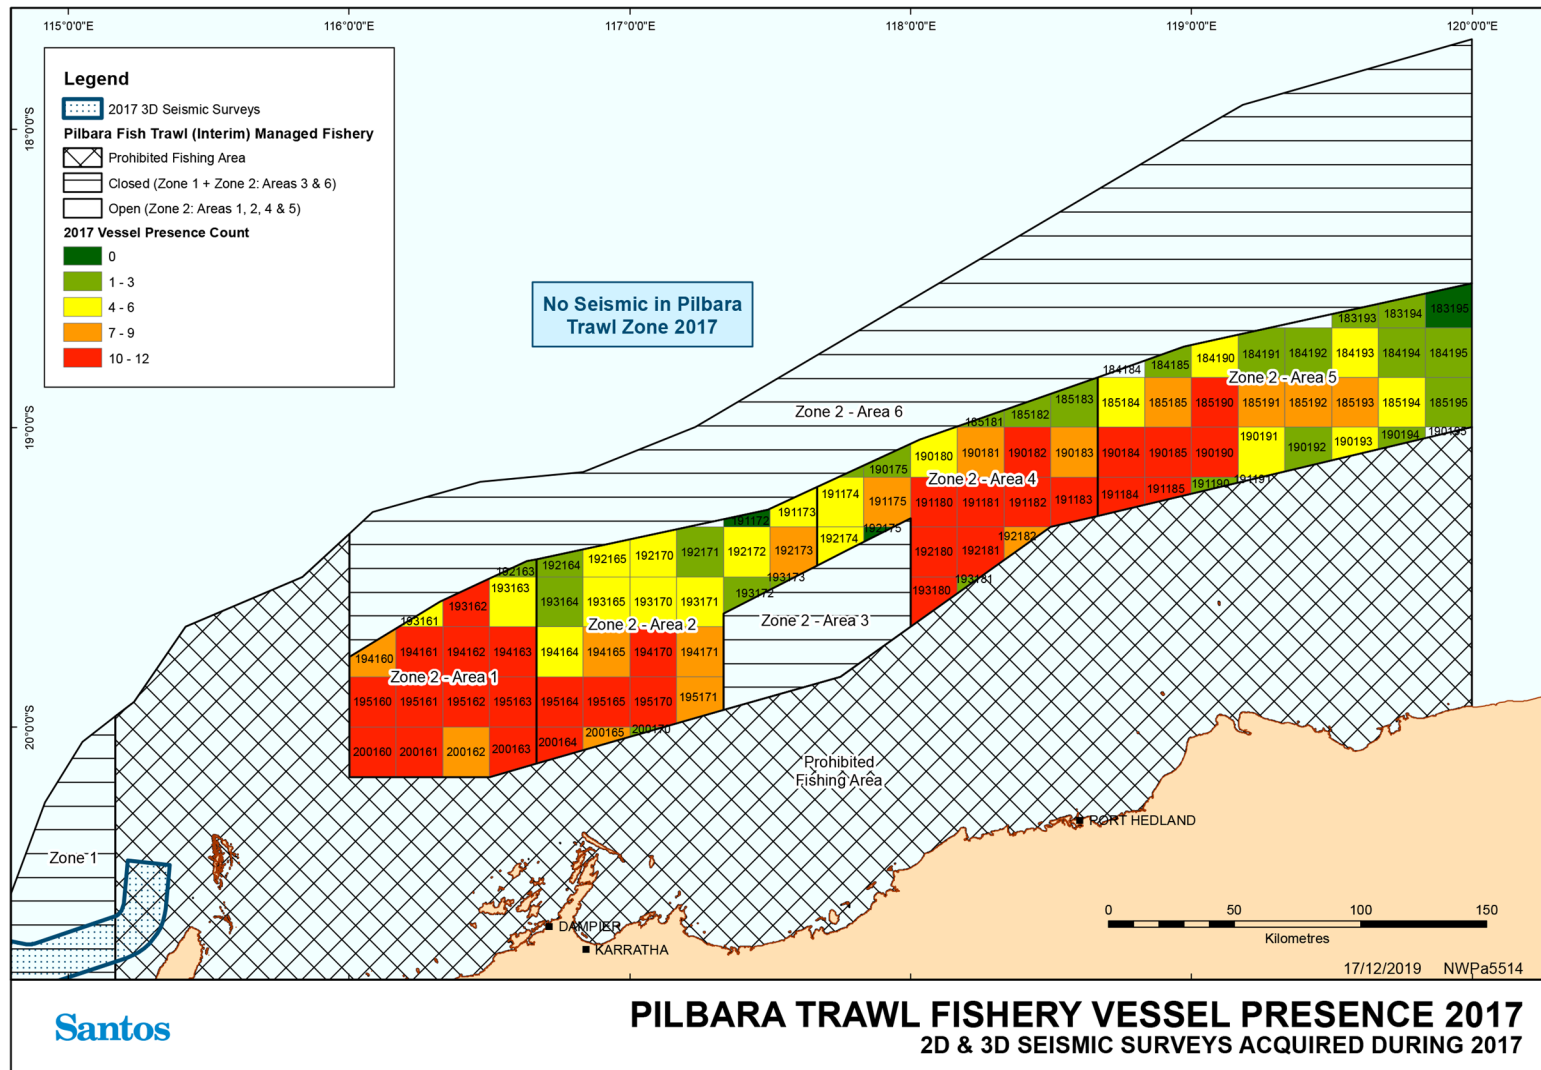 115°0'0"E 116°0'0"E 117°0'0"E 118°0'0"E 119°0'0"E 120°0'0"E
18°0'0"S
19°0'0"S
20°0'0"S
Legend
2017 3D Seismic Surveys
Pilbara Fish Trawl (Interim) Managed Fishery
Prohibited Fishing Area
Closed (Zone 1 + Zone 2: Areas 3 & 6)
Open (Zone 2: Areas 1, 2, 4 & 5)
2017 Vessel Presence Count
0
1 - 3
4 - 6
7 - 9
10 - 12
No Seismic in Pilbara
Trawl Zone 2017
183193 183194 183195
184184 184185 184190 184191 184192 184193 184194 184195
Zone 2 - Area 5
185181 185182 185183 185184 185185 185190 185191 185192 185193 185194 185195
Zone 2 - Area 6
190175 190180 190181 190182 190183 190184 190185 190190 190191 190192 190193 190194 190195
Zone 2 - Area 4
191172 191173 191174 191175 191180 191181 191182 191183 191184 191185 191190 191191
192163 192164 192165 192170 192171 192172 192173 192174 192175 192180 192181 192182
193161 193162 193163 193164 193165 193170 193171 193172 193173 193180 193181
Zone 2 - Area 2
Zone 2 - Area 3
194160 194161 194162 194163 194164 194165 194170 194171
Zone 2 - Area 1
195160 195161 195162 195163 195164 195165 195170 195171
200160 200161 200162 200163 200164 200165 200170
Prohibited
Fishing Area
Zone 1
PORT HEDLAND
DAMPIER
KARRATHA
0 50 100 150
Kilometres
17/12/2019 NWPa5514
Santos
PILBARA TRAWL FISHERY VESSEL PRESENCE 2017
2D & 3D SEISMIC SURVEYS ACQUIRED DURING 2017